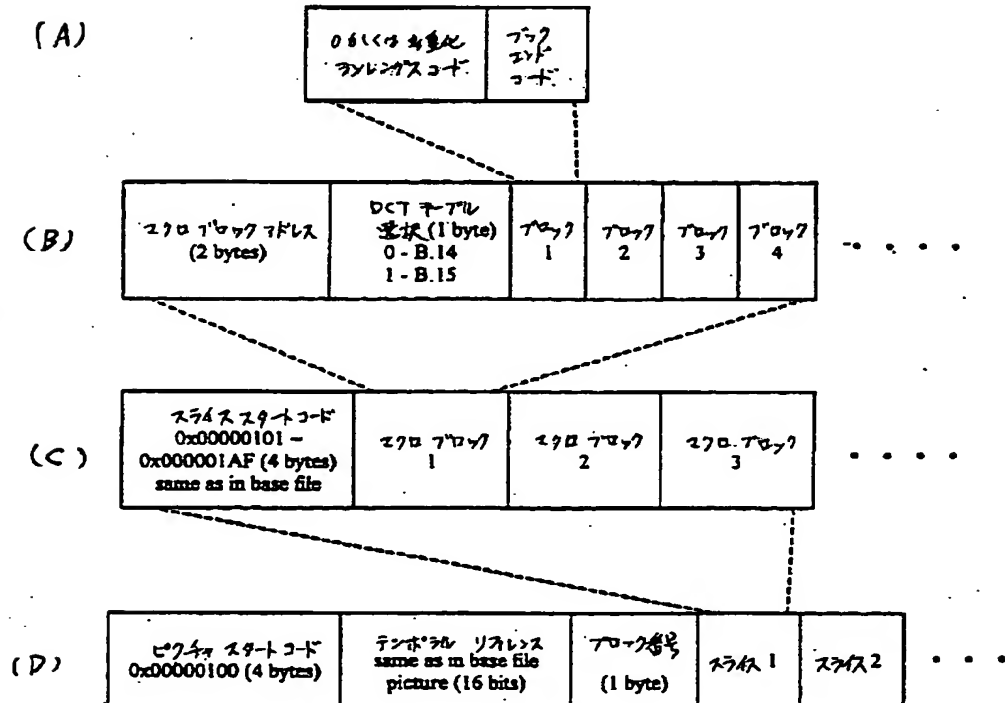 (A)
0もしくは多重化
ランレングスコード
ブロック
エンド
コード
(B)
マクロ ブロック アドレス
(2 bytes)
DCT テーブル
選択 (1 byte)
0 - B.14
1 - B.15
ブロック
1
ブロック
2
ブロック
3
ブロック
4
(C)
スライス スタートコード
0x00000101 –
0x000001AF (4 bytes)
same as in base file
マクロ ブロック
1
マクロ ブロック
2
マクロ ブロック
3
(D)
ピクチャ スタートコード
0x00000100 (4 bytes)
テンポラル リファレンス
same as in base file
picture (16 bits)
ブロック番号
(1 byte)
スライス 1
スライス 2